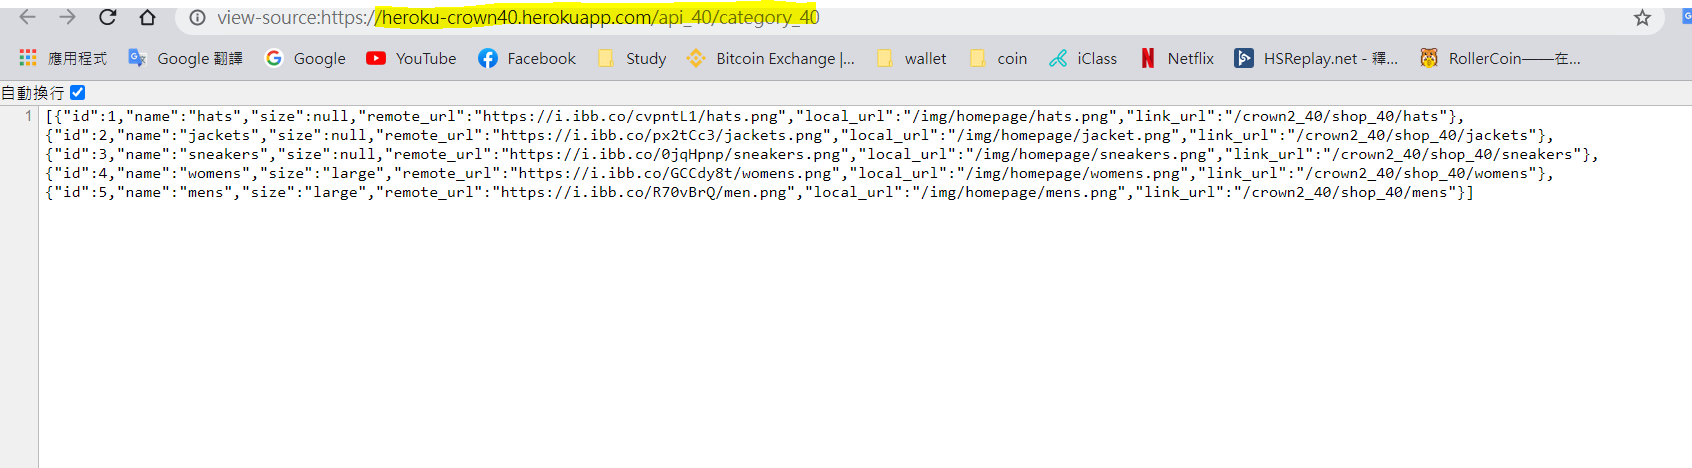 view-source:https://heroku-crown40.herokuapp.com/api_40/category_40
應用程式 Google 翻譯 Google YouTube Facebook Study Bitcoin Exchange |... wallet coin iClass Netflix HSReplay.net - 釋... RollerCoin——在...
自動換行
1 [{"id":1,"name":"hats","size":null,"remote_url":"https://i.ibb.co/cvpntL1/hats.png","local_url":"/img/homepage/hats.png","link_url":"/crown2_40/shop_40/hats"},
{"id":2,"name":"jackets","size":null,"remote_url":"https://i.ibb.co/px2tCc3/jackets.png","local_url":"/img/homepage/jacket.png","link_url":"/crown2_40/shop_40/jackets"},
{"id":3,"name":"sneakers","size":null,"remote_url":"https://i.ibb.co/0jqHpnp/sneakers.png","local_url":"/img/homepage/sneakers.png","link_url":"/crown2_40/shop_40/sneakers"},
{"id":4,"name":"womens","size":"large","remote_url":"https://i.ibb.co/GCCdy8t/womens.png","local_url":"/img/homepage/womens.png","link_url":"/crown2_40/shop_40/womens"},
{"id":5,"name":"mens","size":"large","remote_url":"https://i.ibb.co/R70vBrQ/men.png","local_url":"/img/homepage/mens.png","link_url":"/crown2_40/shop_40/mens"}]